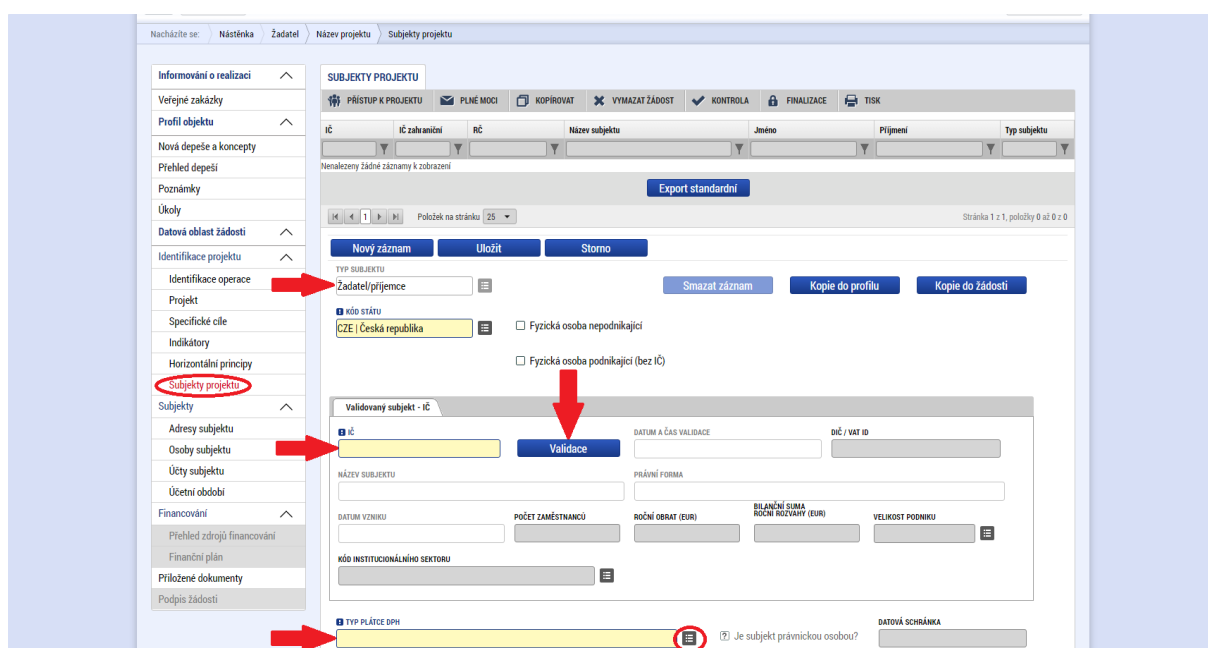 Nacházíte se: Nástěnka Žadatel Název projektu Subjekty projektu
Informování o realizaci
Veřejné zakázky
Profil objektu
Nová depeše a koncepty
Přehled depeší
Poznámky
Úkoly
Datová oblast žádosti
Identifikace projektu
Identifikace operace
Projekt
Specifické cíle
Indikátory
Horizontální principy
Subjekty projektu
Subjekty
Adresy subjektu
Osoby subjektu
Účty subjektu
Účetní období
Financování
Přehled zdrojů financování
Finanční plán
Přiložené dokumenty
Podpis žádosti
SUBJEKTY PROJEKTU
PŘÍSTUP K PROJEKTU PLNÉ MOCI KOPÍROVAT VYMAZAT ŽÁDOST KONTROLA FINALIZACE TISK
IČ IČ zahraniční RČ Název subjektu Jméno Příjmení Typ subjektu
Nenalezeny žádné záznamy k zobrazení
Export standardní
1 Položek na stránku 25 Stránka 1 z 1, položky 0 až 0 z 0
Nový záznam Uložit Storno
TYP SUBJEKTU
Žadatel/příjemce Smazat záznam Kopie do profilu Kopie do žádosti
KÓD STÁTU
CZE | Česká republika Fyzická osoba nepodnikající
Fyzická osoba podnikající (bez IČ)
Validovaný subjekt - IČ
IČ DATUM A ČAS VALIDACE DIČ / VAT ID
Validace
NÁZEV SUBJEKTU PRÁVNÍ FORMA
DATUM VZNIKU POČET ZAMĚSTNANCŮ ROČNÍ OBRAT (EUR) BILANČNÍ SUMA ROČNÍ ROZVAHY (EUR) VELIKOST PODNIKU
KÓD INSTITUCIONÁLNÍHO SEKTORU
TYP PLÁTCE DPH DATOVÁ SCHRÁNKA
? Je subjekt právnickou osobou?